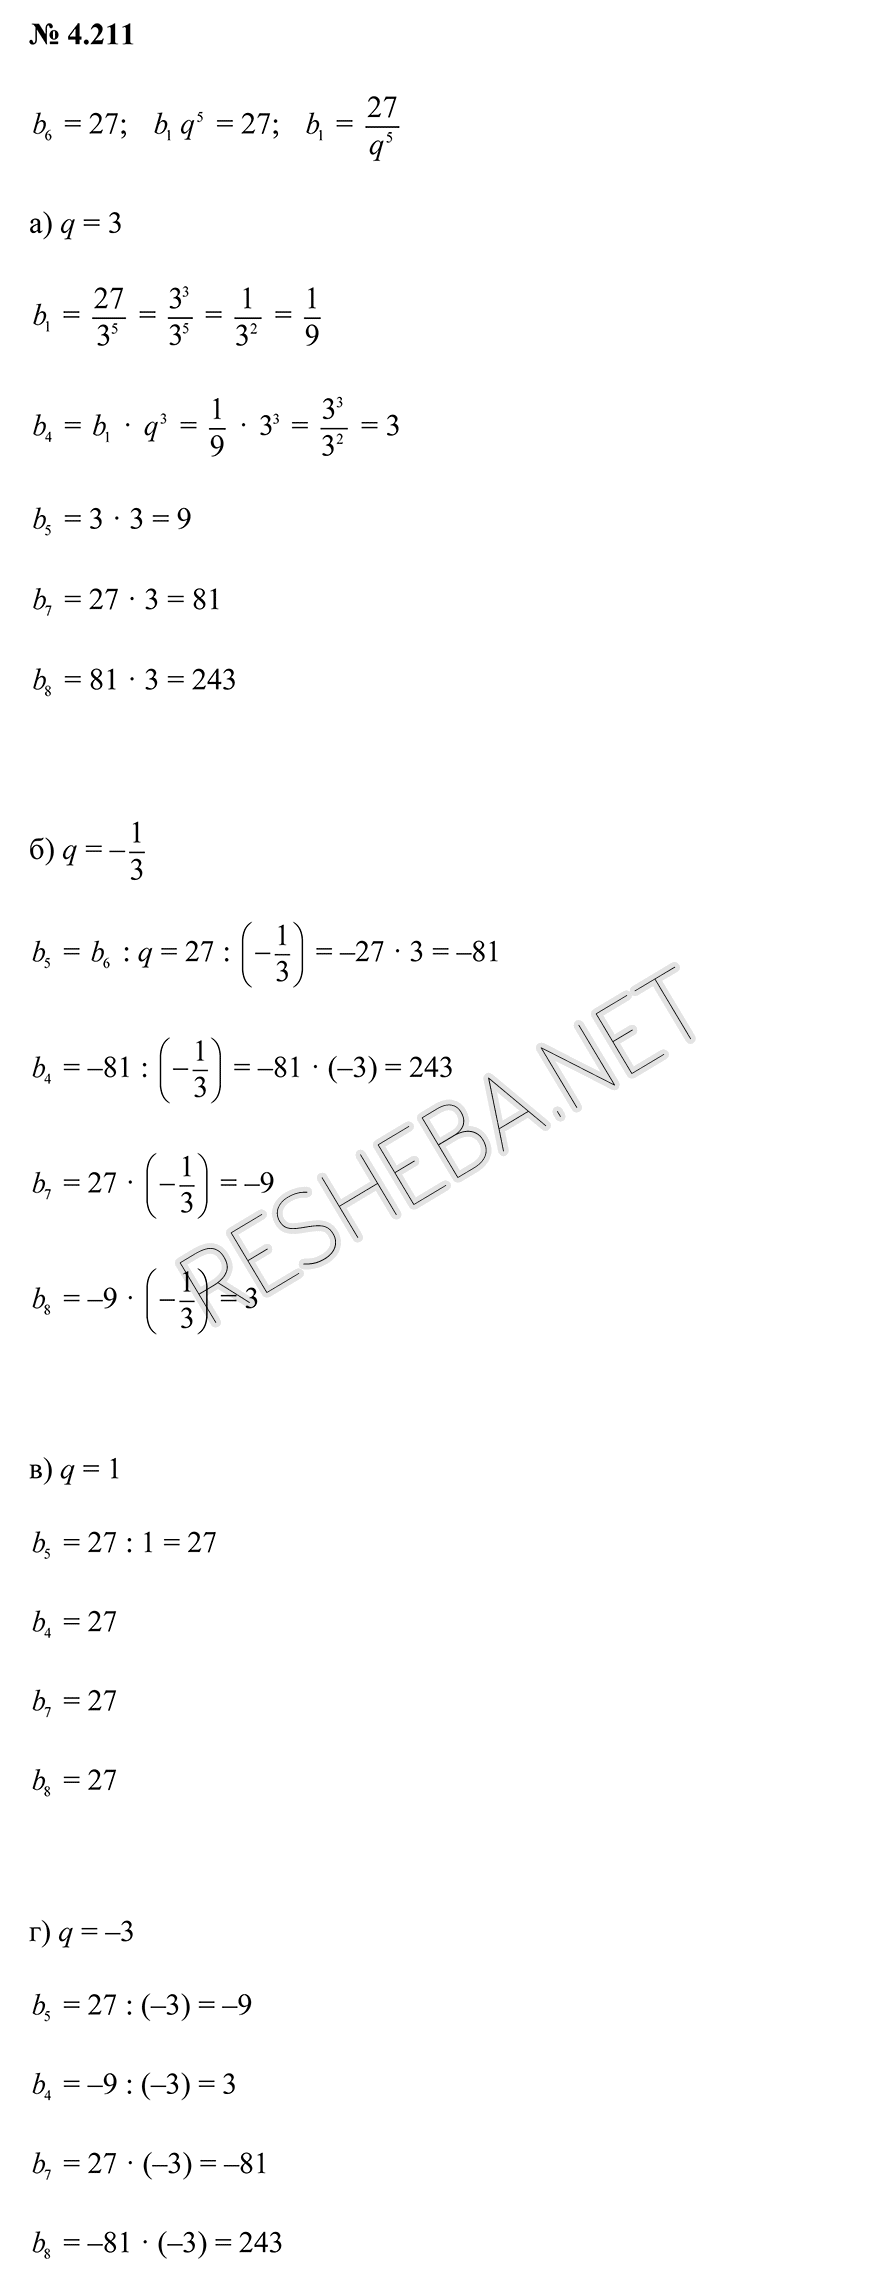 № 4.211
b₆ = 27; b₁ q⁵ = 27; b₁ = 27/q⁵
а) q = 3
b₁ = 27/3⁵ = 3³/3⁵ = 1/3² = 1/9
b₄ = b₁ · q³ = 1/9 · 3³ = 3³/3² = 3
b₅ = 3 · 3 = 9
b₇ = 27 · 3 = 81
b₈ = 81 · 3 = 243
б) q = –1/3
b₅ = b₆ : q = 27 : (–1/3) = –27 · 3 = –81
b₄ = –81 : (–1/3) = –81 · (–3) = 243
b₇ = 27 · (–1/3) = –9
b₈ = –9 · (–1/3) = 3
RESHEBA.NET
в) q = 1
b₅ = 27 : 1 = 27
b₄ = 27
b₇ = 27
b₈ = 27
г) q = –3
b₅ = 27 : (–3) = –9
b₄ = –9 : (–3) = 3
b₇ = 27 · (–3) = –81
b₈ = –81 · (–3) = 243